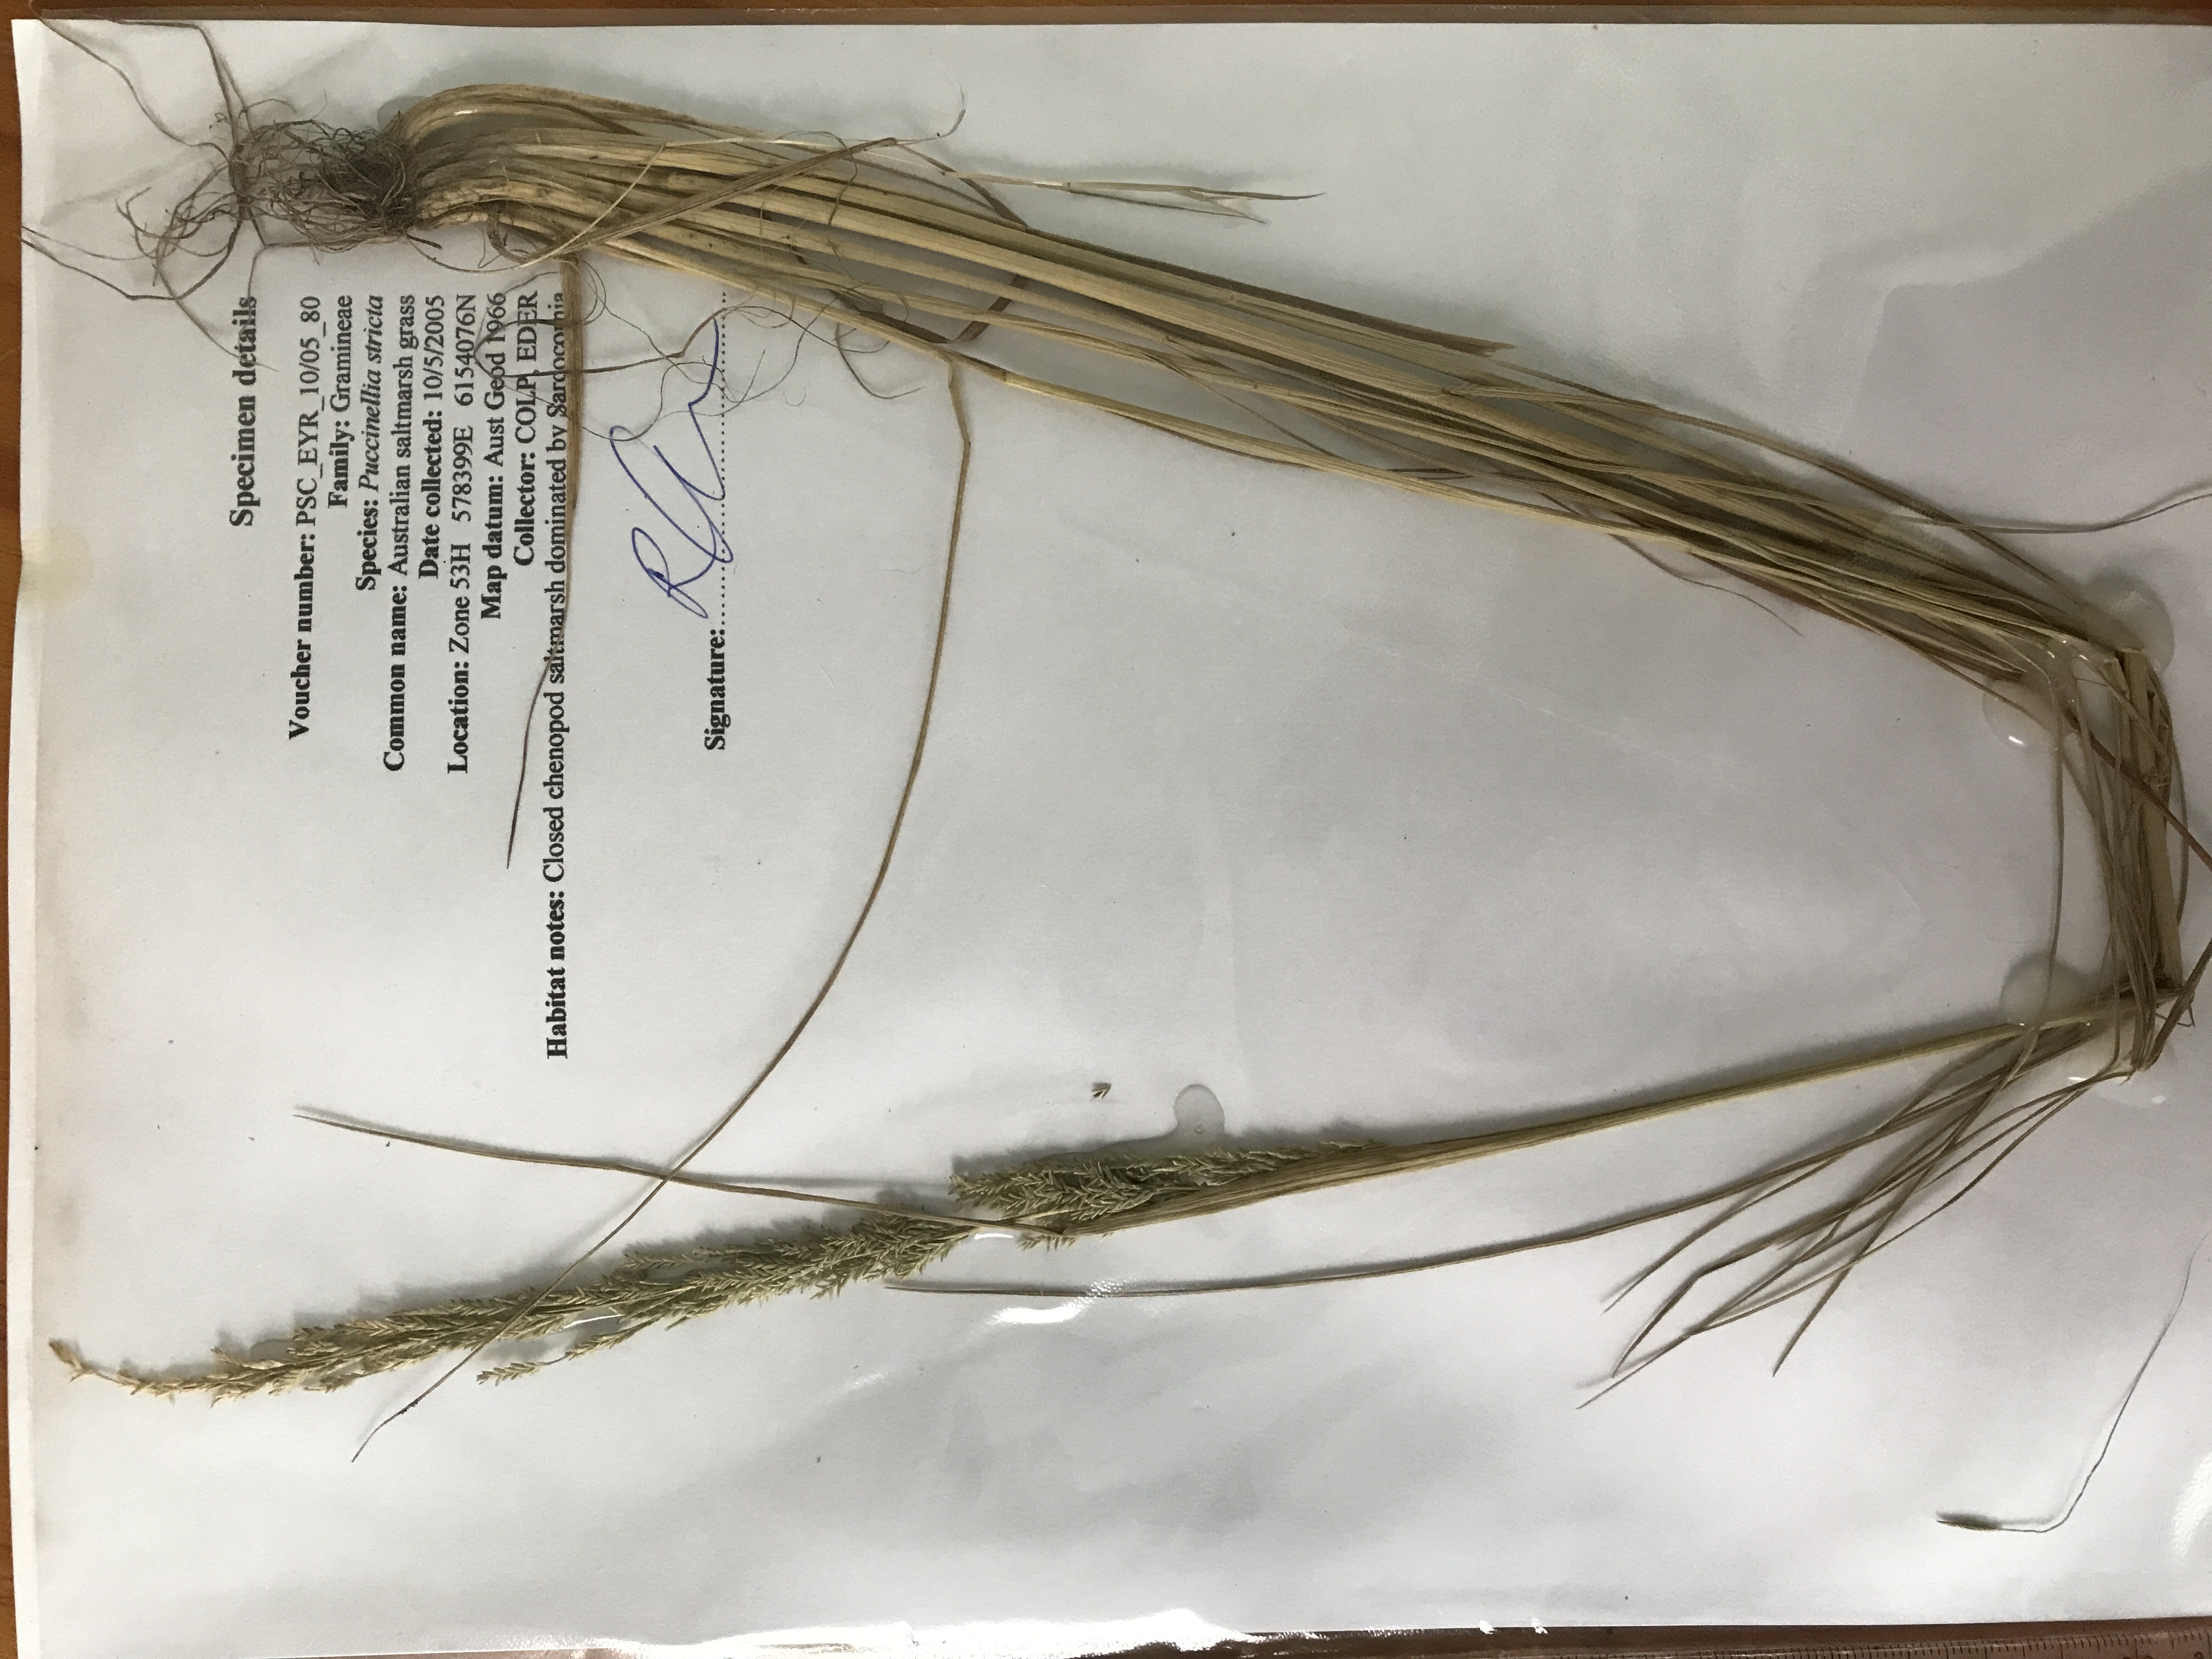 Specimen details
Voucher number: PSC_EYR_10/05_80
Family: Gramineae
Species: Puccinellia stricta
Common name: Australian saltmarsh grass
Date collected: 10/5/2005
Location: Zone 53H 578399E 6154076N
Map datum: Aust Geod 1966
Collector: COLP, EDER
Habitat notes: Closed chenopod saltmarsh dominated by Sarcocornia
Signature: